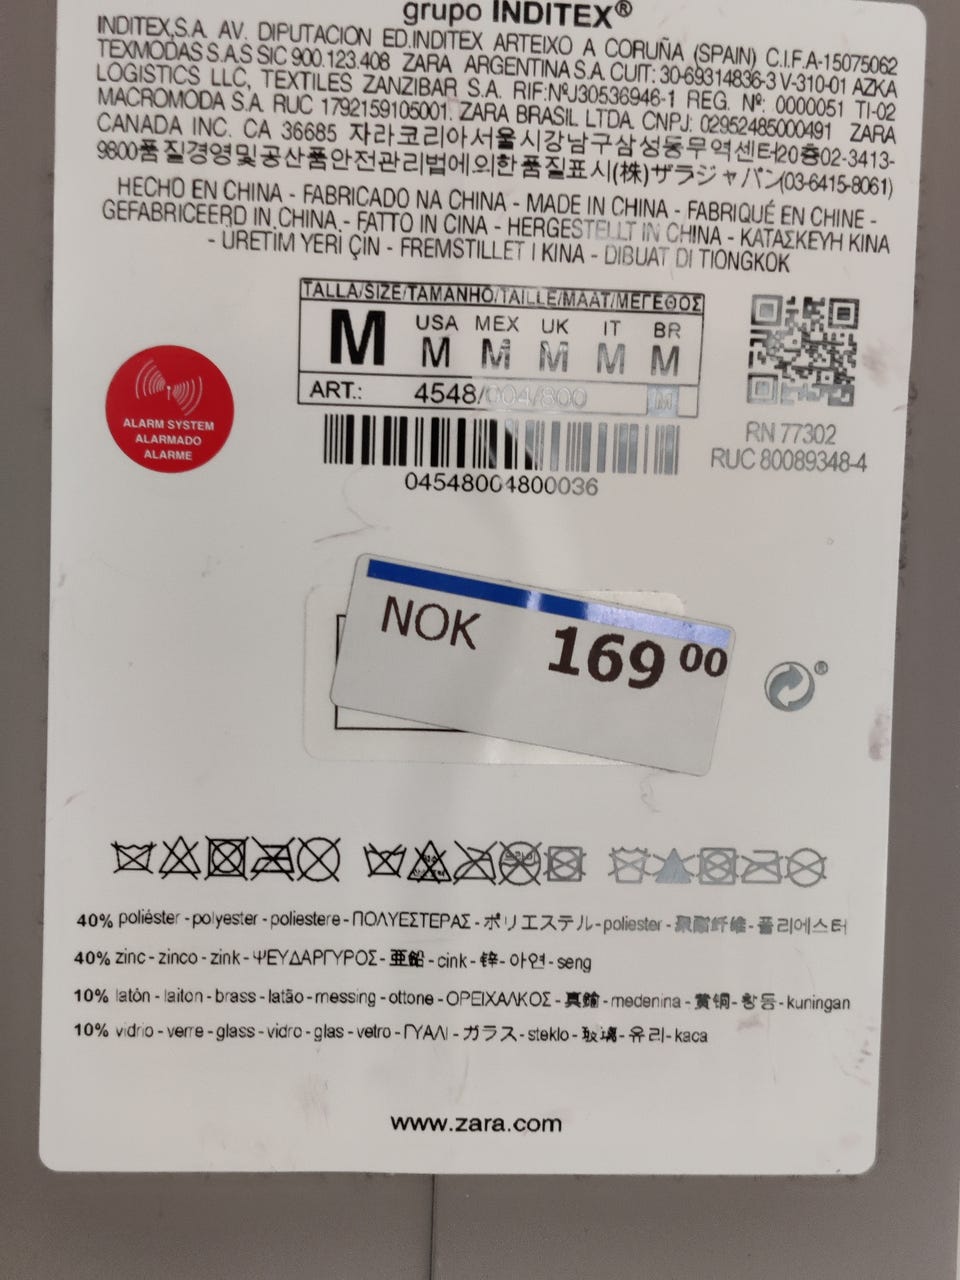 grupo INDITEX®
INDITEX,S.A. AV. DIPUTACION ED.INDITEX ARTEIXO A CORUÑA (SPAIN) C.I.F.A-15075062
TEXMODAS S.A.S SIC 900.123.408 ZARA ARGENTINA S.A. CUIT: 30-69314836-3 V-310-01 AZKA
LOGISTICS LLC, TEXTILES ZANZIBAR S.A. RIF:NºJ30536946-1 REG. Nº: 0000051 TI-02
MACROMODA S.A. RUC 1792159105001. ZARA BRASIL LTDA. CNPJ: 02952485000491 ZARA
CANADA INC. CA 36685 자라코리아서울시강남구삼성동무역센터20층02-3413-
9800품질경영및공산품안전관리법에의한품질표시(株)ザラジャパン(03-6415-8061)
HECHO EN CHINA - FABRICADO NA CHINA - MADE IN CHINA - FABRIQUÉ EN CHINE -
GEFABRICEERD IN CHINA - FATTO IN CINA - HERGESTELLT IN CHINA - ΚΑΤΑΣΚΕΥΗ ΚΙΝΑ
- ÜRETİM YERİ ÇİN - FREMSTILLET I KINA - DIBUAT DI TIONGKOK
TALLA/SIZE/TAMANHO/TAILLE/MAAT/ΜΕΓΕΘΟΣ
M USA MEX UK IT BR
M M M M M
ART.: 4548/004/800 M
04548004800036
RN 77302
RUC 80089348-4
ALARM SYSTEM
ALARMADO
ALARME
NOK 169 00
®
40% poliéster - polyester - poliestere - ΠΟΛΥΕΣΤΕΡΑΣ - ポリエステル - poliester - 聚酯纤维 - 폴리에스터
40% zinc - zinco - zink - ΨΕΥΔΑΡΓΥΡΟΣ - 亜鉛 - cink - 锌 - 아연 - seng
10% latón - laiton - brass - latão - messing - ottone - ΟΡΕΙΧΑΛΚΟΣ - 真鍮 - medenina - 黄铜 - 황동 - kuningan
10% vidrio - verre - glass - vidro - glas - vetro - ΓΥΑΛΙ - ガラス - steklo - 玻璃 - 유리 - kaca
www.zara.com